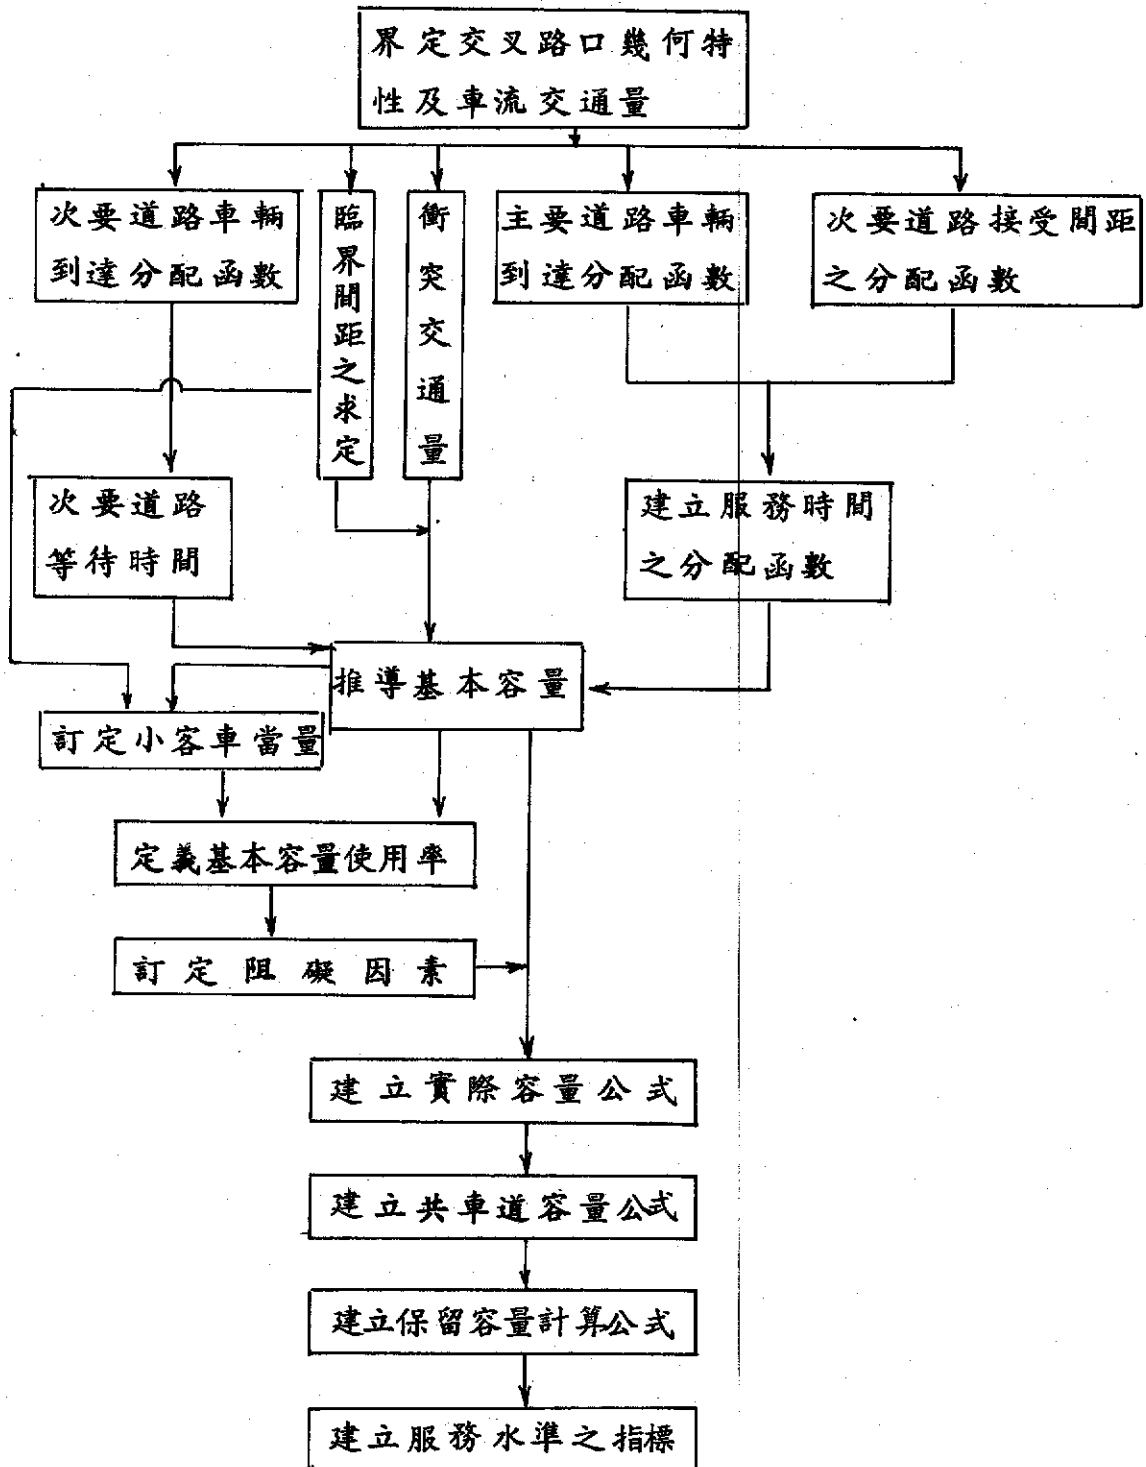 界定交叉路口幾何特
性及車流交通量
次要道路車輛
到達分配函數
臨界間距之求定
衝突交通量
主要道路車輛
到達分配函數
次要道路接受間距
之分配函數
次要道路
等待時間
建立服務時間
之分配函數
推導基本容量
訂定小客車當量
定義基本容量使用率
訂定阻礙因素
建立實際容量公式
建立共車道容量公式
建立保留容量計算公式
建立服務水準之指標